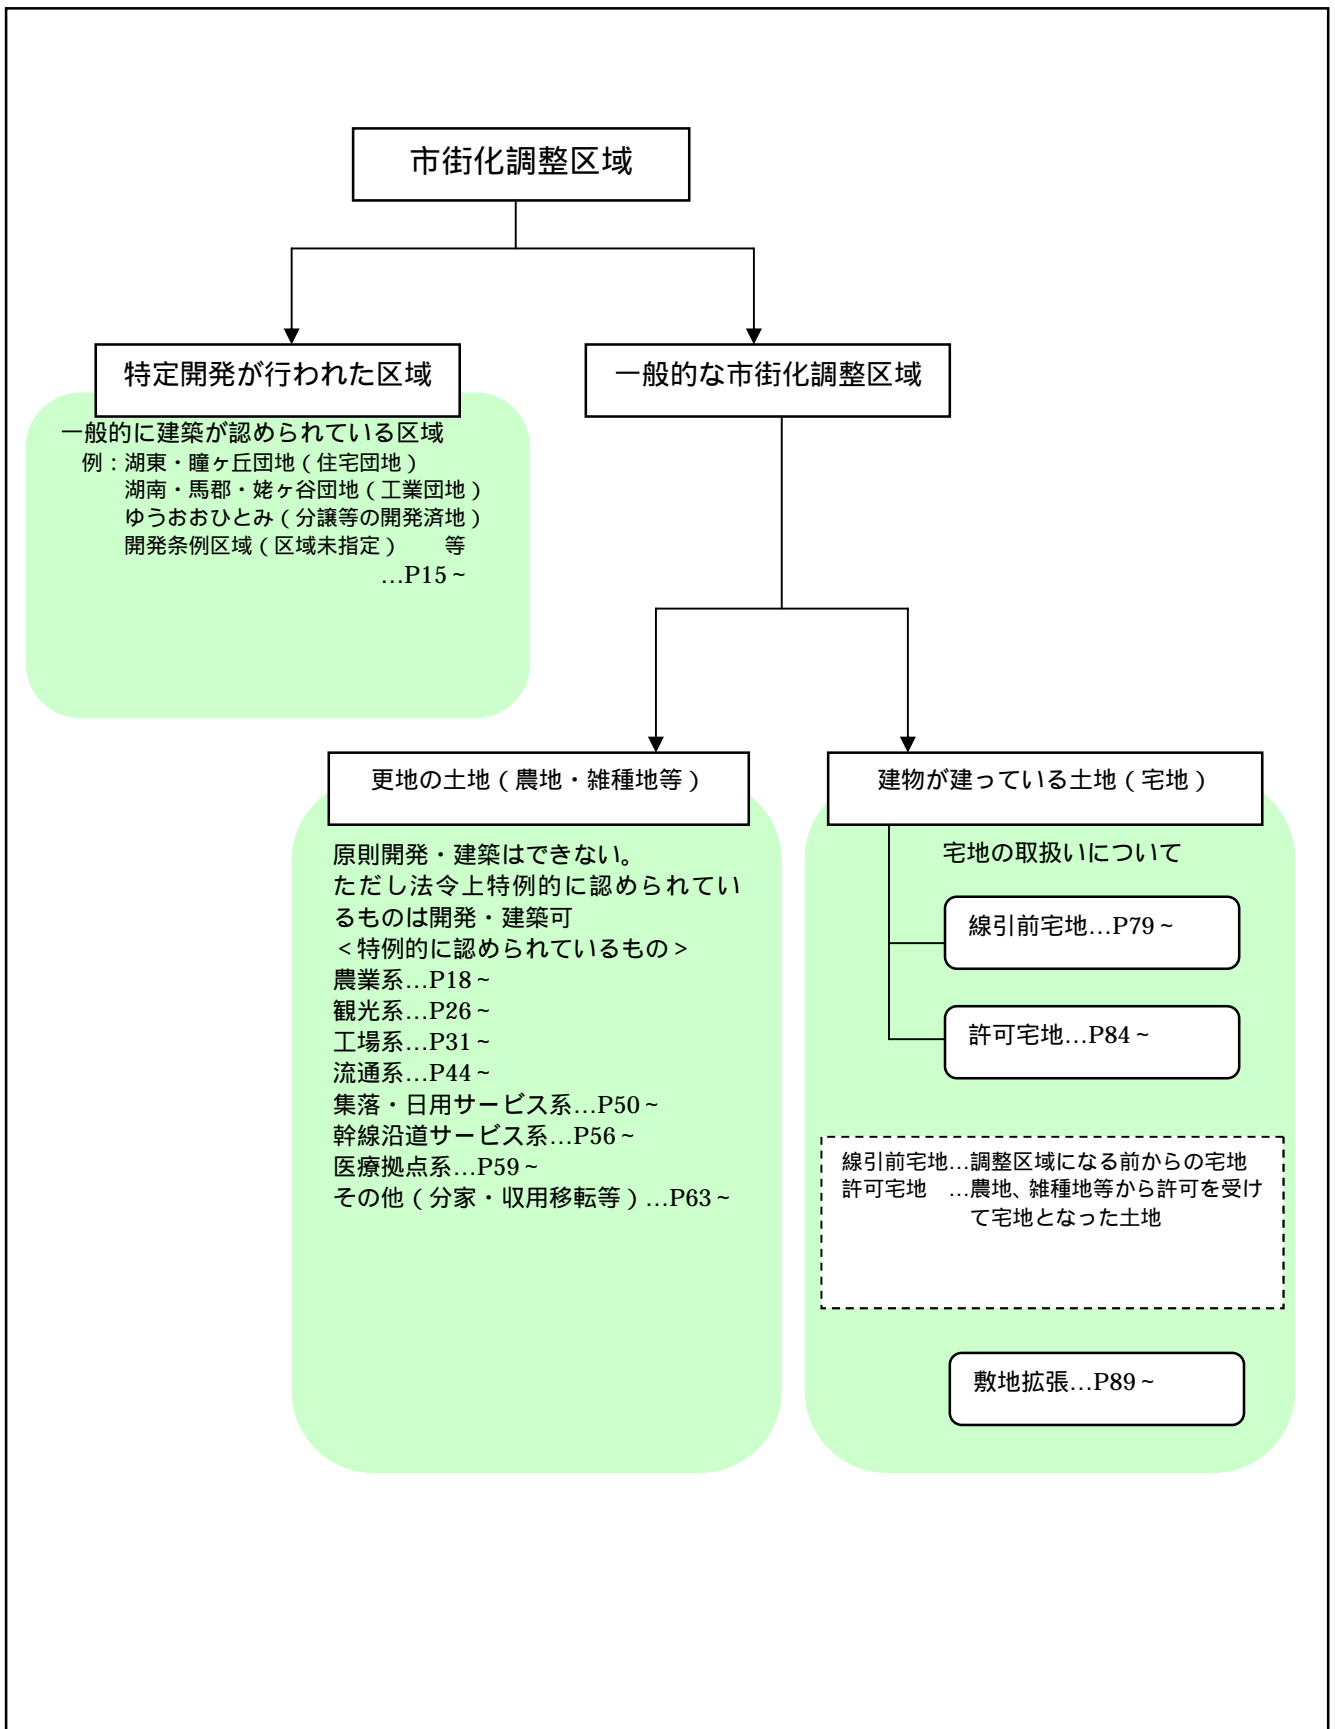 市街化調整区域
特定開発が行われた区域
一般的な市街化調整区域
一般的に建築が認められている区域
例：湖東・瞳ヶ丘団地（住宅団地）
湖南・馬郡・姥ヶ谷団地（工業団地）
ゆうおおひとみ（分譲等の開発済地）
開発条例区域（区域未指定）　等
…P15～
更地の土地（農地・雑種地等）
原則開発・建築はできない。
ただし法令上特例的に認められてい
るものは開発・建築可
＜特例的に認められているもの＞
農業系…P18～
観光系…P26～
工場系…P31～
流通系…P44～
集落・日用サービス系…P50～
幹線沿道サービス系…P56～
医療拠点系…P59～
その他（分家・収用移転等）…P63～
建物が建っている土地（宅地）
宅地の取扱いについて
線引前宅地…P79～
許可宅地…P84～
線引前宅地…調整区域になる前からの宅地
許可宅地　…農地、雑種地等から許可を受け
て宅地となった土地
敷地拡張…P89～